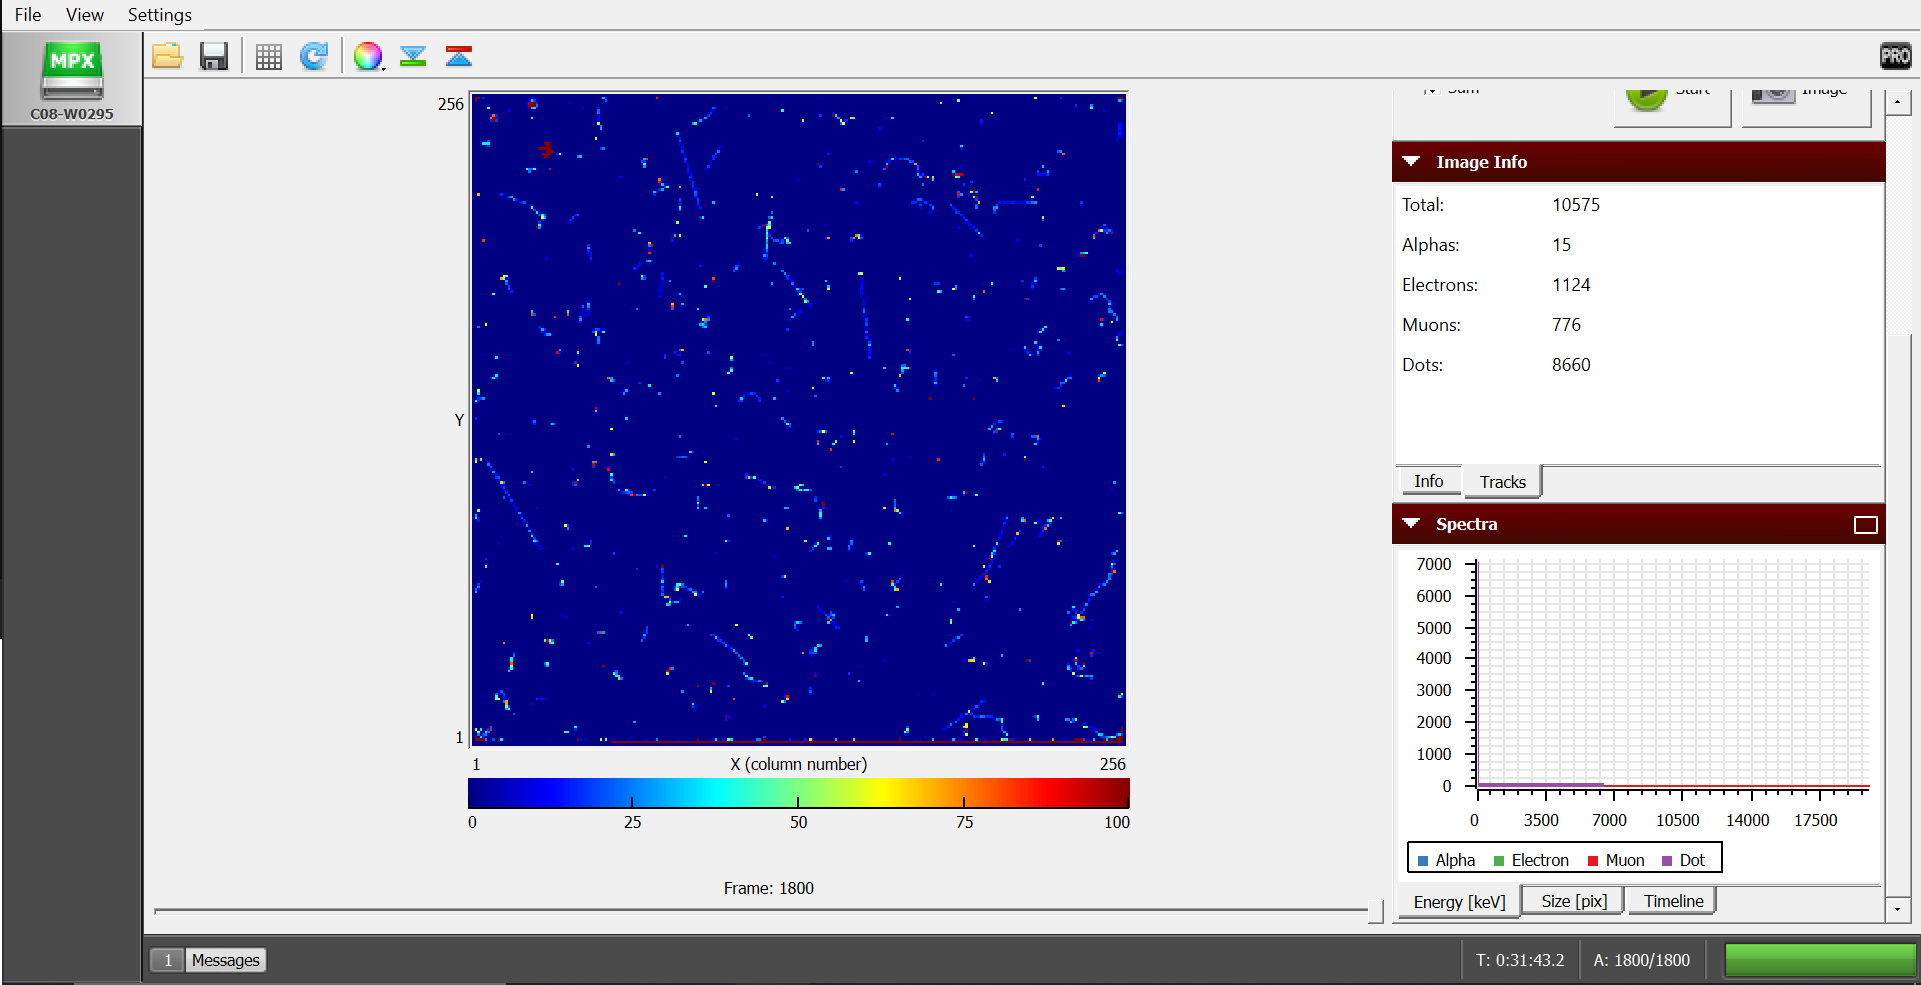 File View Settings
MPX
C08-W0295
PRO
Sum Start Image
256
Y
1
1 X (column number) 256
0 25 50 75 100
Frame: 1800
Image Info
Total: 10575
Alphas: 15
Electrons: 1124
Muons: 776
Dots: 8660
Info Tracks
Spectra
7000
6000
5000
4000
3000
2000
1000
0
0 3500 7000 10500 14000 17500
Alpha Electron Muon Dot
Energy [keV] Size [pix] Timeline
1 Messages
T: 0:31:43.2 A: 1800/1800